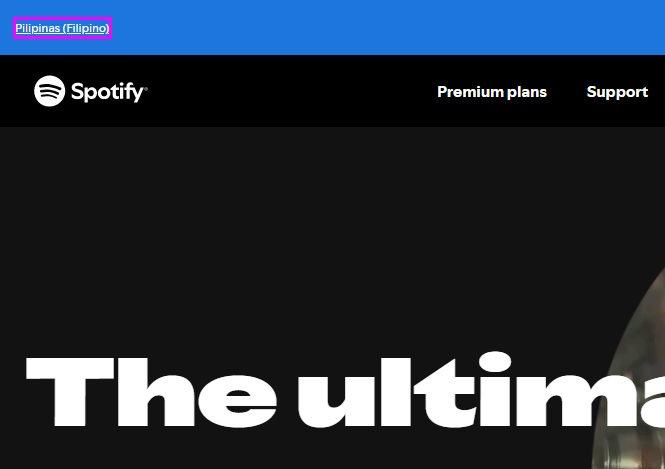 Pilipinas (Filipino)
Spotify®
Premium plans
Support
The ultima